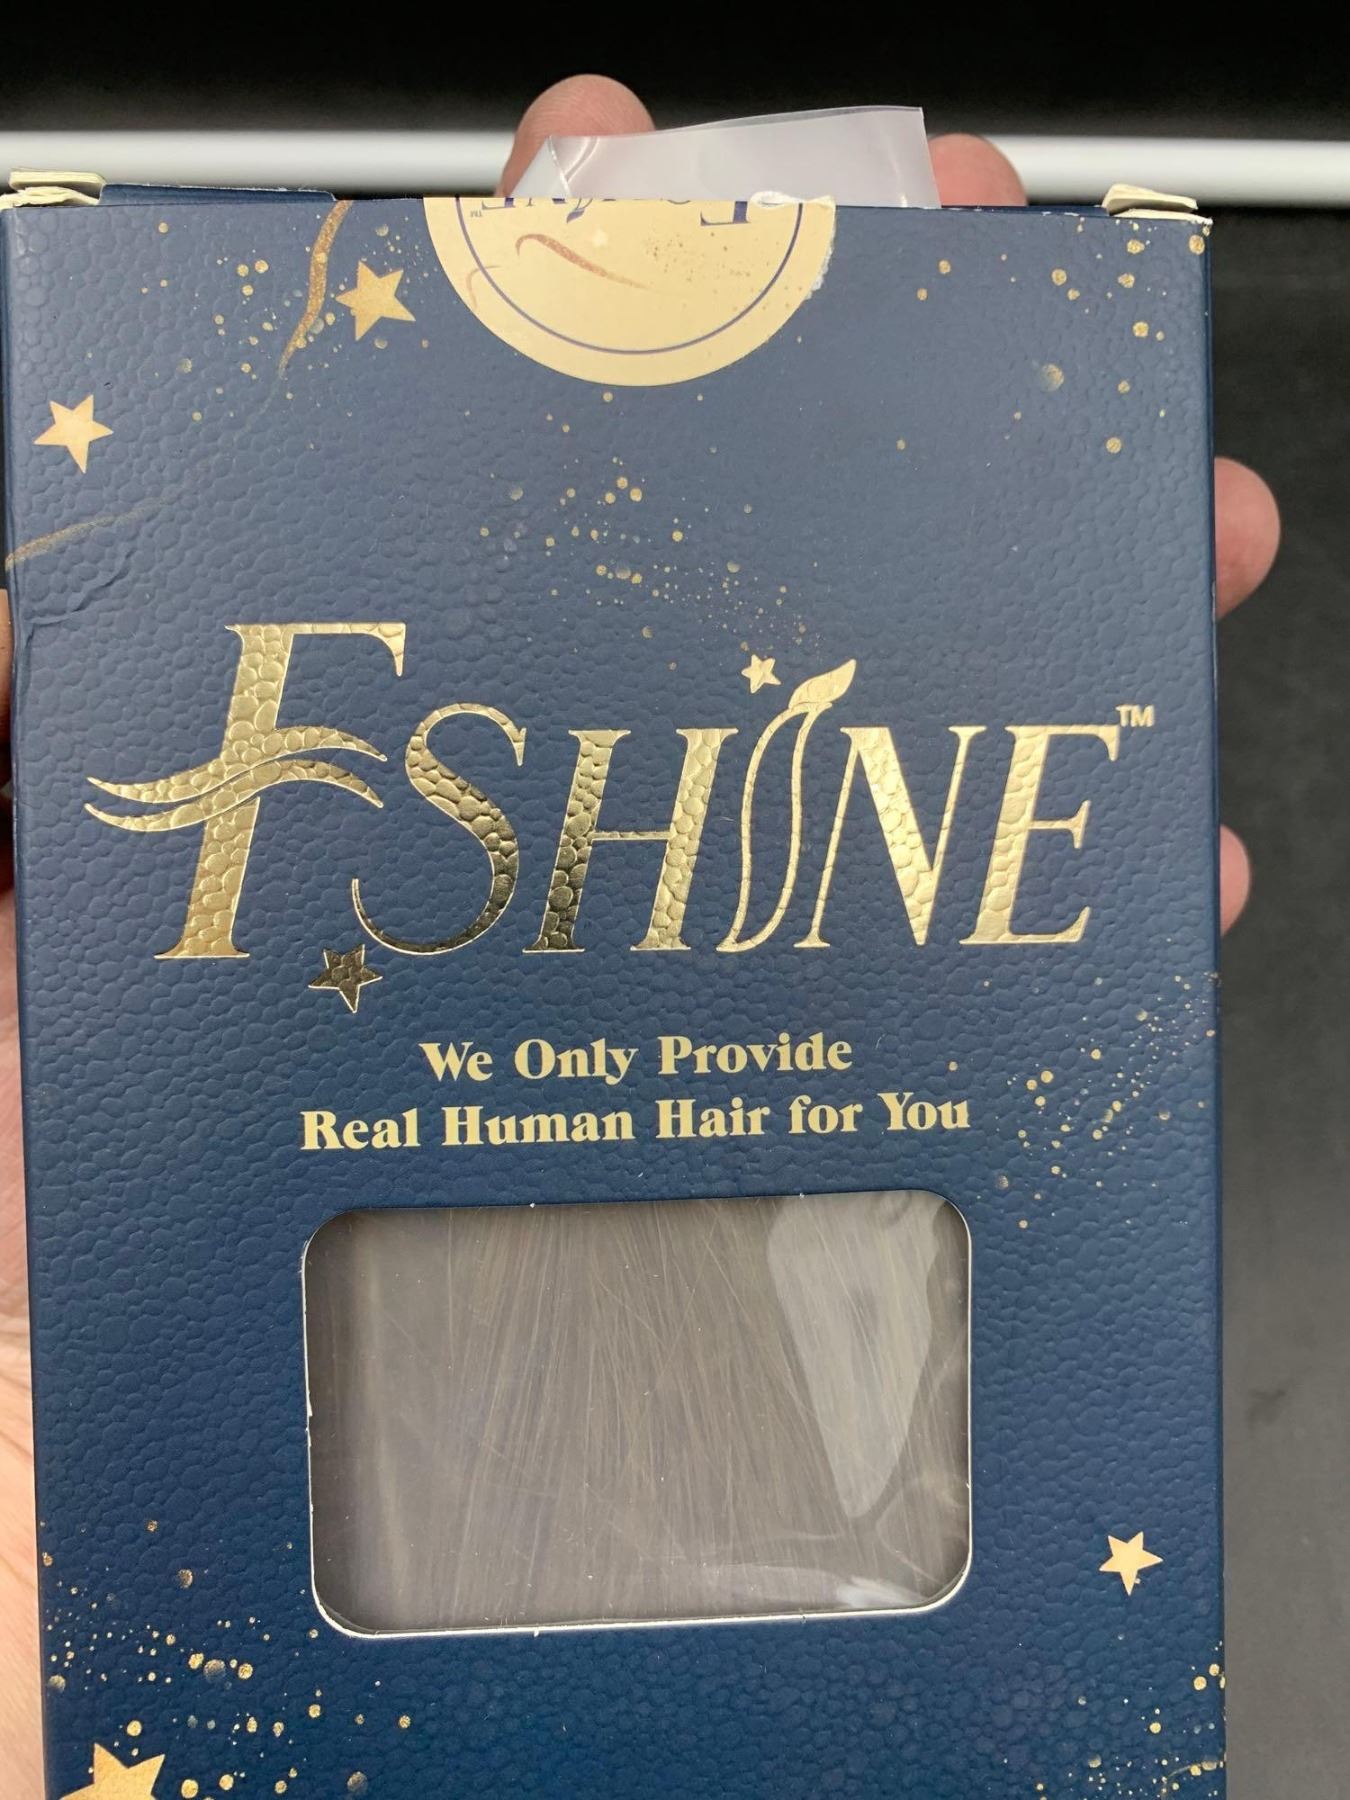 FSHINE™
We Only Provide
Real Human Hair for You